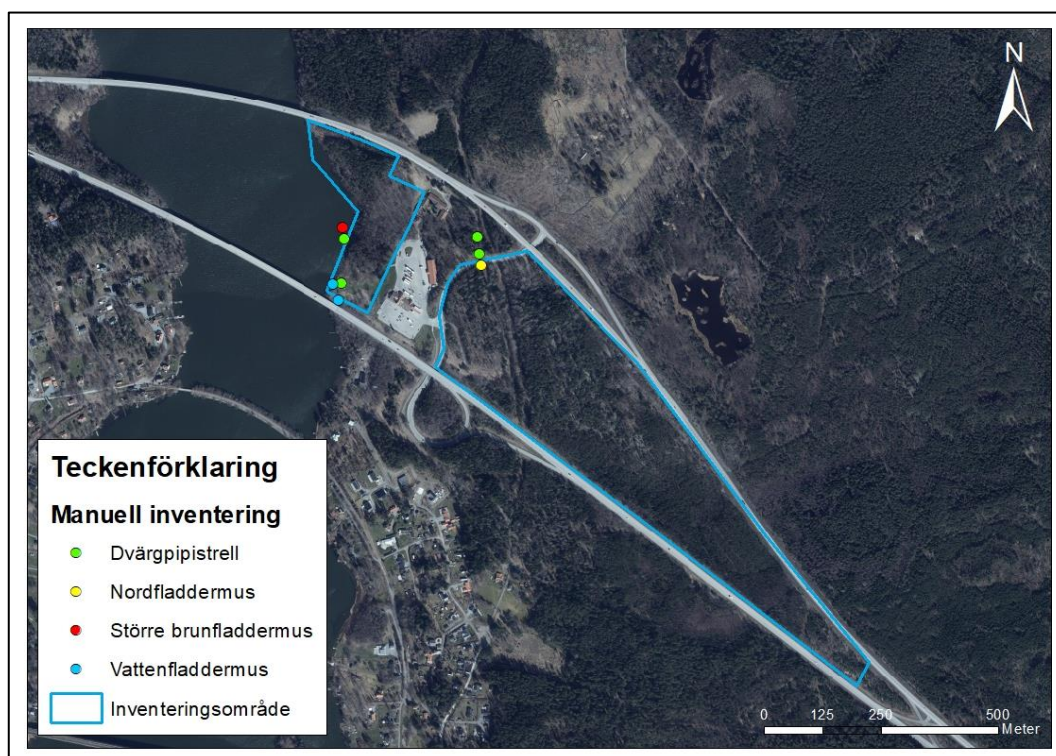 N
Teckenförklaring
Manuell inventering
Dvärgpipistrell
Nordfladdermus
Större brunfladdermus
Vattenfladdermus
Inventeringsområde
0 125 250 500
Meter